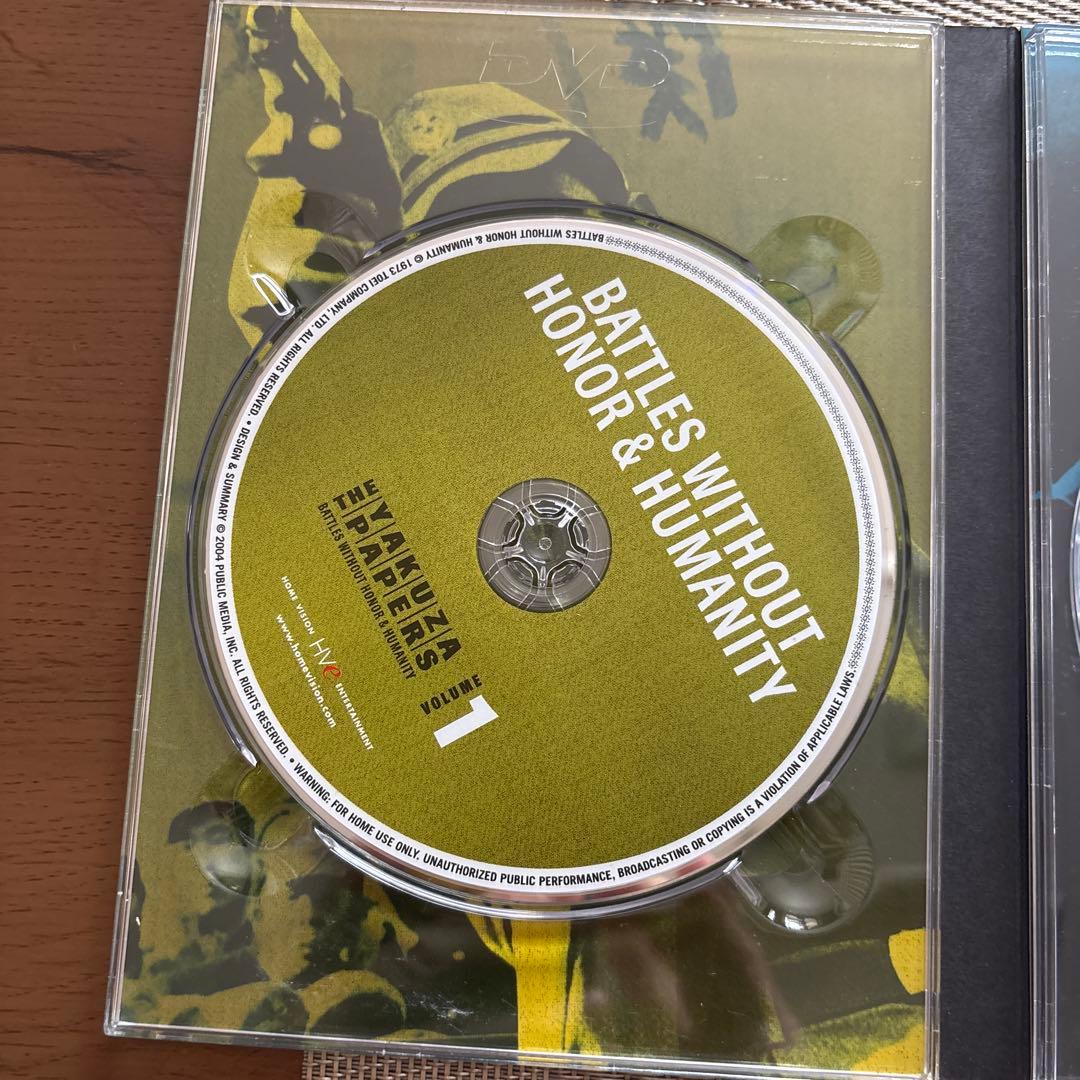 DVD
BATTLES WITHOUT
HONOR & HUMANITY
THE YAKUZA
PAPERS
BATTLES WITHOUT HONOR & HUMANITY
VOLUME
1
HOME VISION HVe ENTERTAINMENT
www.homevision.com
BATTLES WITHOUT HONOR & HUMANITY © 1973 TOEI COMPANY, LTD. ALL RIGHTS RESERVED. • DESIGN & SUMMARY © 2004 PUBLIC MEDIA, INC. ALL RIGHTS RESERVED. • WARNING: FOR HOME USE ONLY. UNAUTHORIZED PUBLIC PERFORMANCE, BROADCASTING OR COPYING IS A VIOLATION OF APPLICABLE LAWS.